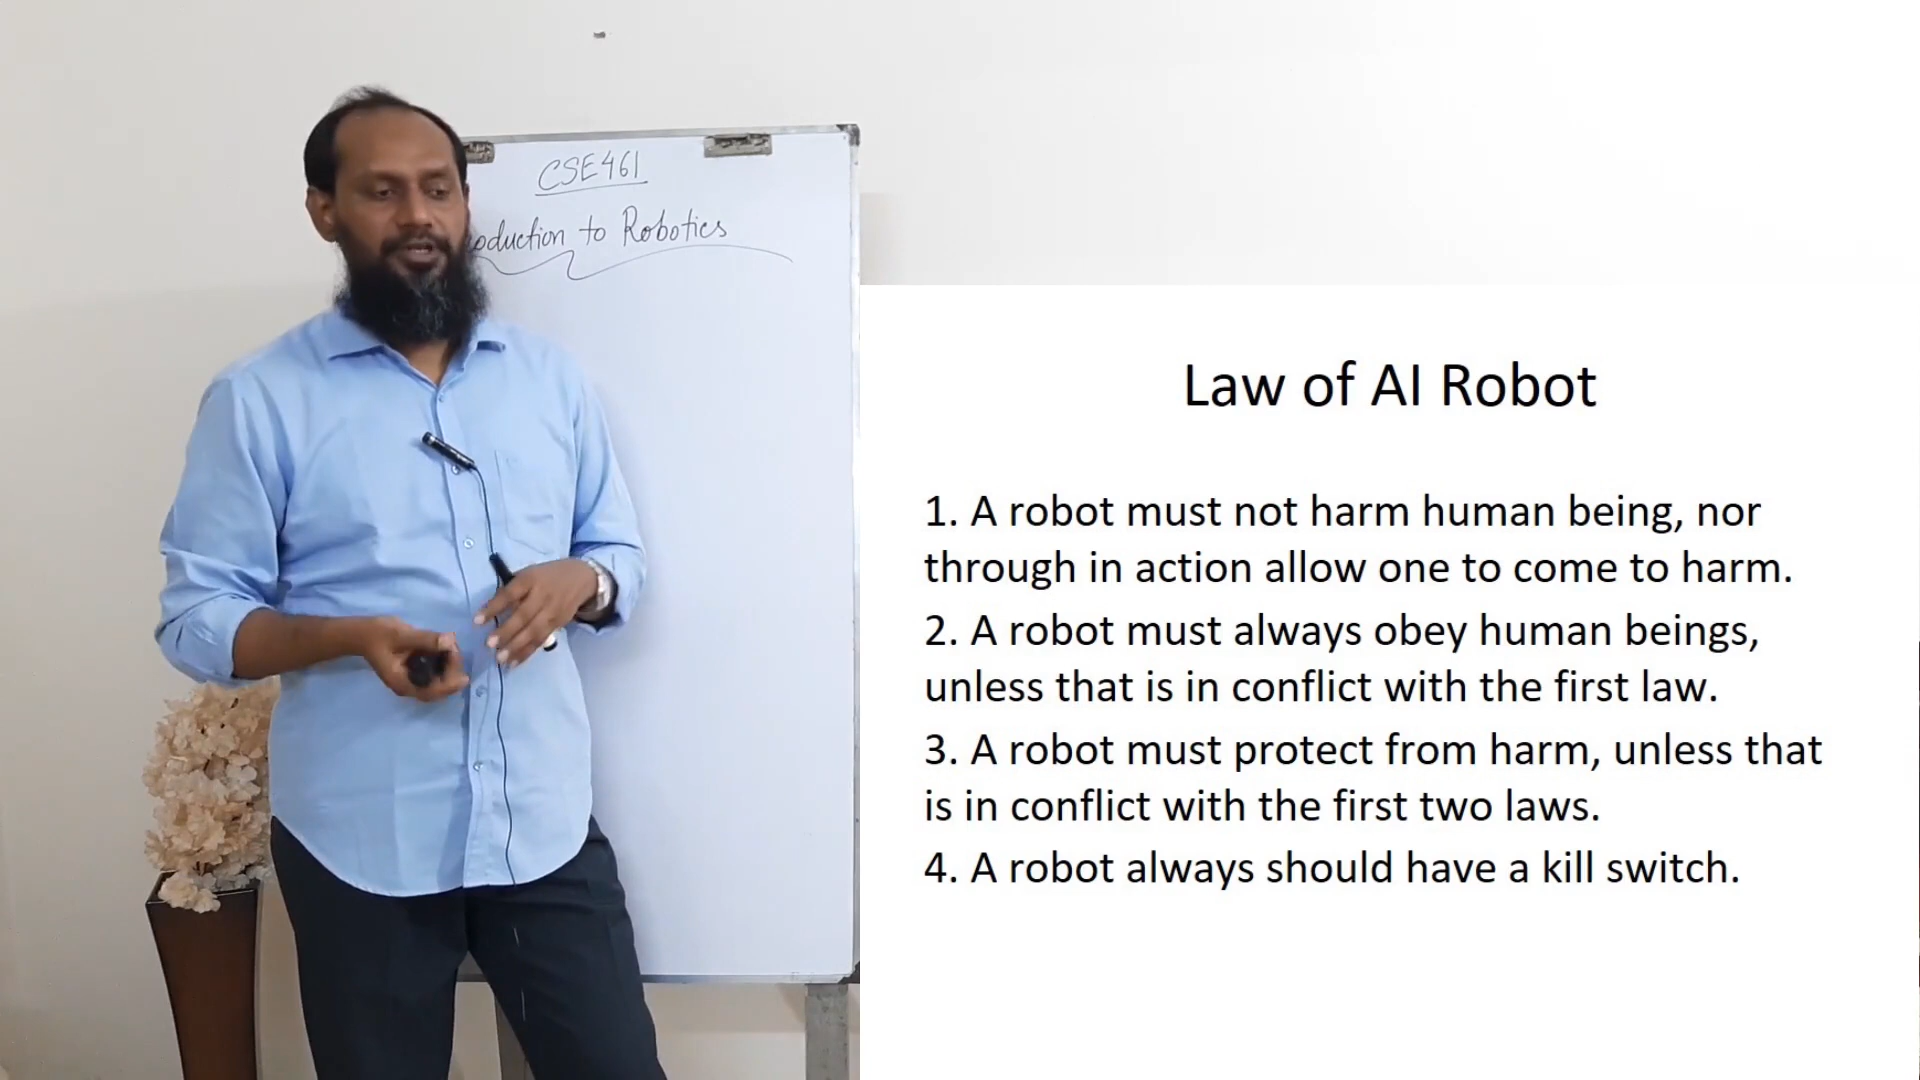 CSE461
oduction to Robotics
Law of AI Robot
1. A robot must not harm human being, nor
through in action allow one to come to harm.
2. A robot must always obey human beings,
unless that is in conflict with the first law.
3. A robot must protect from harm, unless that
is in conflict with the first two laws.
4. A robot always should have a kill switch.